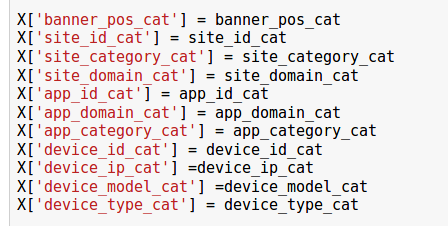 X['banner_pos_cat'] = banner_pos_cat
X['site_id_cat'] = site_id_cat
X['site_category_cat'] = site_category_cat
X['site_domain_cat'] = site_domain_cat
X['app_id_cat'] = app_id_cat
X['app_domain_cat'] = app_domain_cat
X['app_category_cat'] = app_category_cat
X['device_id_cat'] = device_id_cat
X['device_ip_cat'] =device_ip_cat
X['device_model_cat'] =device_model_cat
X['device_type_cat'] = device_type_cat